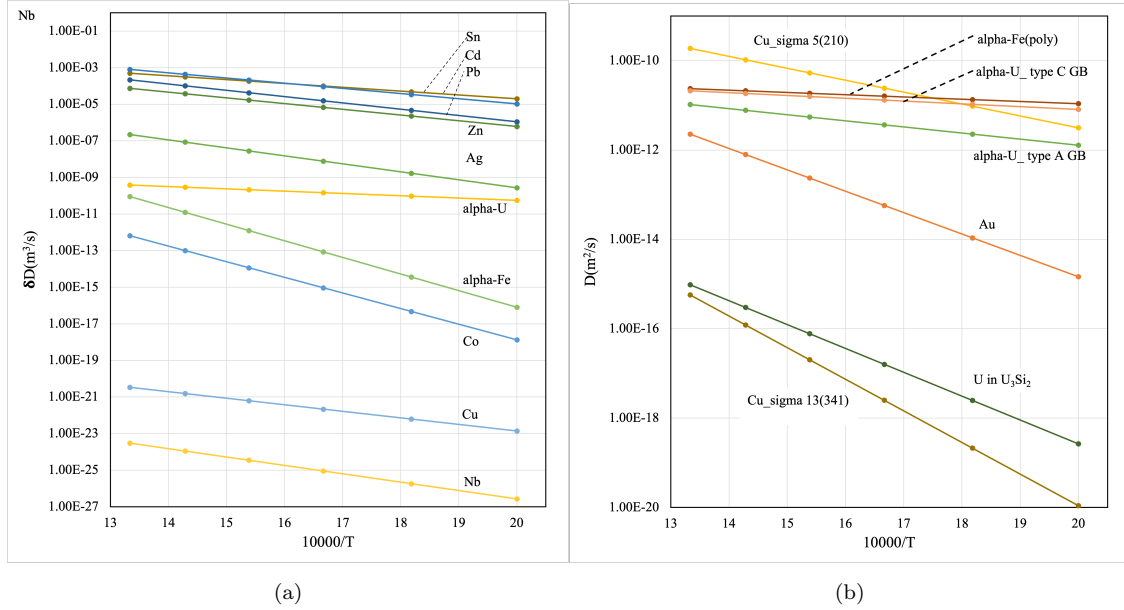 Nb
1.00E-01
1.00E-03
1.00E-05
1.00E-07
1.00E-09
1.00E-11
1.00E-13
1.00E-15
1.00E-17
1.00E-19
1.00E-21
1.00E-23
1.00E-25
1.00E-27
δD(m³/s)
Sn
Cd
Pb
Zn
Ag
alpha-U
alpha-Fe
Co
Cu
Nb
13 14 15 16 17 18 19 20
10000/T
(a)
1.00E-10
1.00E-12
1.00E-14
1.00E-16
1.00E-18
1.00E-20
D(m²/s)
Cu_sigma 5(210)
alpha-Fe(poly)
alpha-U_ type C GB
alpha-U_ type A GB
Au
U in U₃Si₂
Cu_sigma 13(341)
13 14 15 16 17 18 19 20
10000/T
(b)